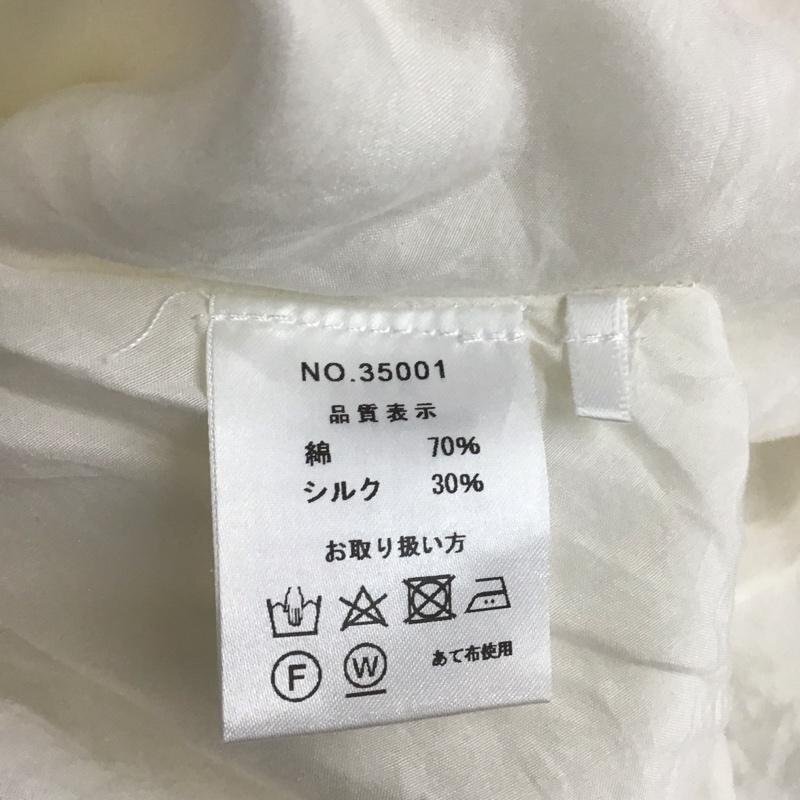 NO.35001
品質表示
綿 70%
シルク 30%
お取り扱い方
F W あて布使用